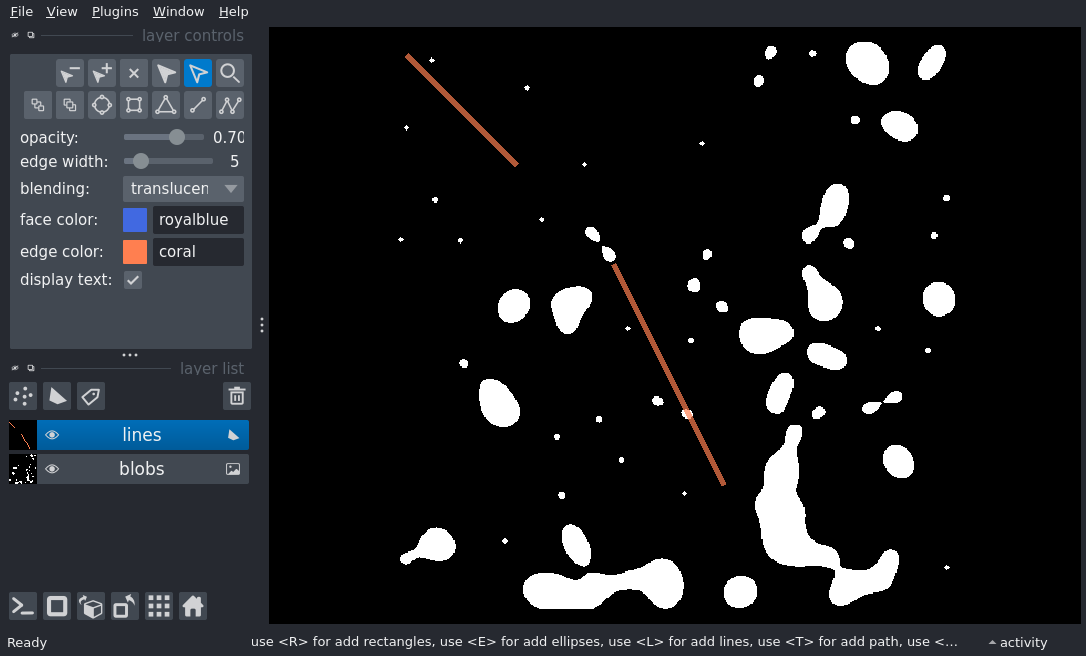 File View Plugins Window Help
layer controls
opacity: 0.70
edge width: 5
blending: translucen
face color: royalblue
edge color: coral
display text:
layer list
lines
blobs
Ready use <R> for add rectangles, use <E> for add ellipses, use <L> for add lines, use <T> for add path, use <... activity